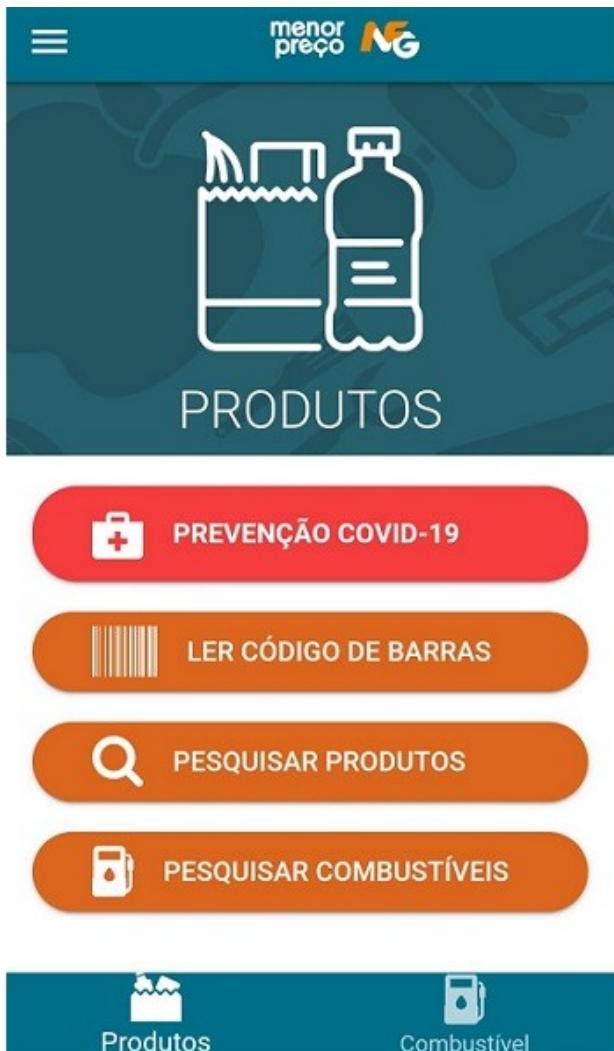 menor
preço NFG
PRODUTOS
PREVENÇÃO COVID-19
LER CÓDIGO DE BARRAS
PESQUISAR PRODUTOS
PESQUISAR COMBUSTÍVEIS
Produtos
Combustível